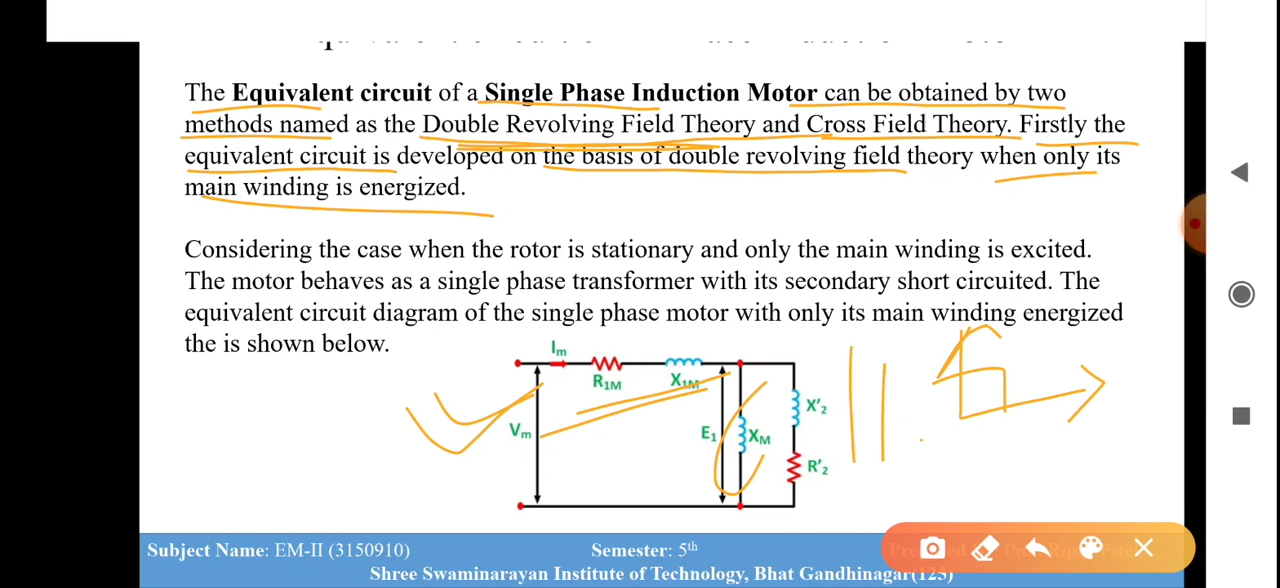 The Equivalent circuit of a Single Phase Induction Motor can be obtained by two
methods named as the Double Revolving Field Theory and Cross Field Theory. Firstly the
equivalent circuit is developed on the basis of double revolving field theory when only its
main winding is energized.
Considering the case when the rotor is stationary and only the main winding is excited.
The motor behaves as a single phase transformer with its secondary short circuited. The
equivalent circuit diagram of the single phase motor with only its main winding energized
the is shown below.
Im
R1M
X1M
X'2
Vm
E1
XM
R'2
Subject Name: EM-II (3150910)
Semester: 5th
Shree Swaminarayan Institute of Technology, Bhat Gandhinagar(125)